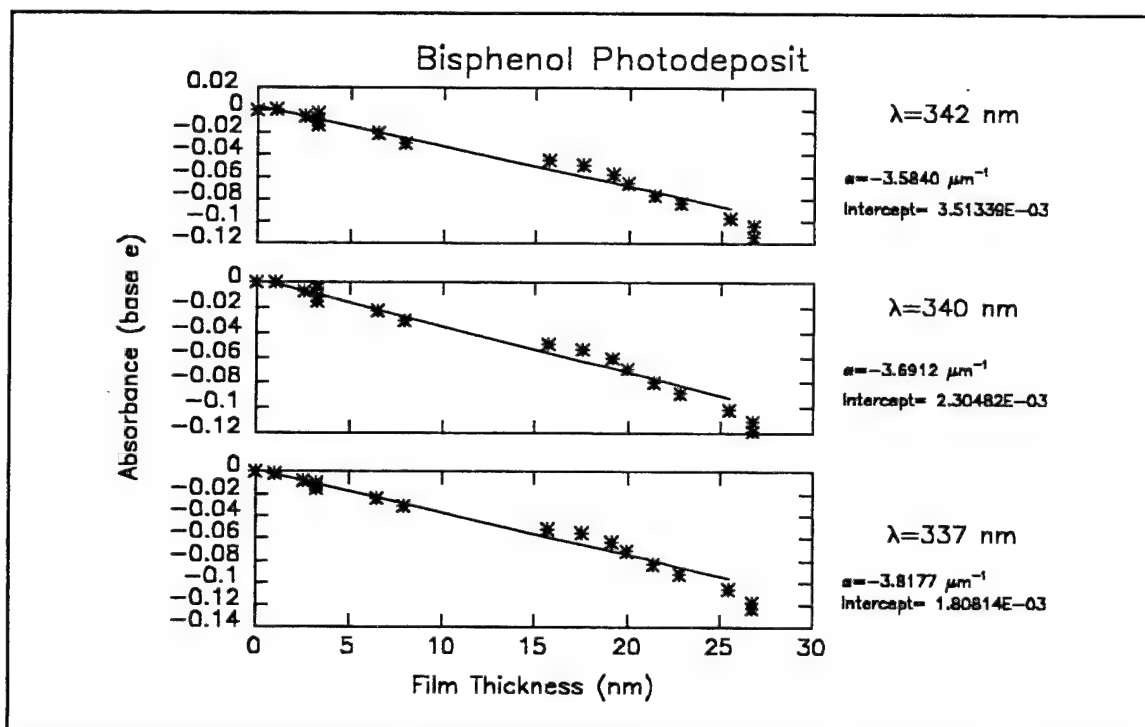 Bisphenol Photodeposit
Absorbance (base e)
0.02
0
−0.02
−0.04
−0.06
−0.08
−0.1
−0.12
λ=342 nm
α=−3.5840 μm⁻¹
Intercept= 3.51339E−03
0
−0.02
−0.04
−0.06
−0.08
−0.1
−0.12
λ=340 nm
α=−3.6912 μm⁻¹
Intercept= 2.30482E−03
0
−0.02
−0.04
−0.06
−0.08
−0.1
−0.12
−0.14
λ=337 nm
α=−3.8177 μm⁻¹
Intercept= 1.80814E−03
0 5 10 15 20 25 30
Film Thickness (nm)